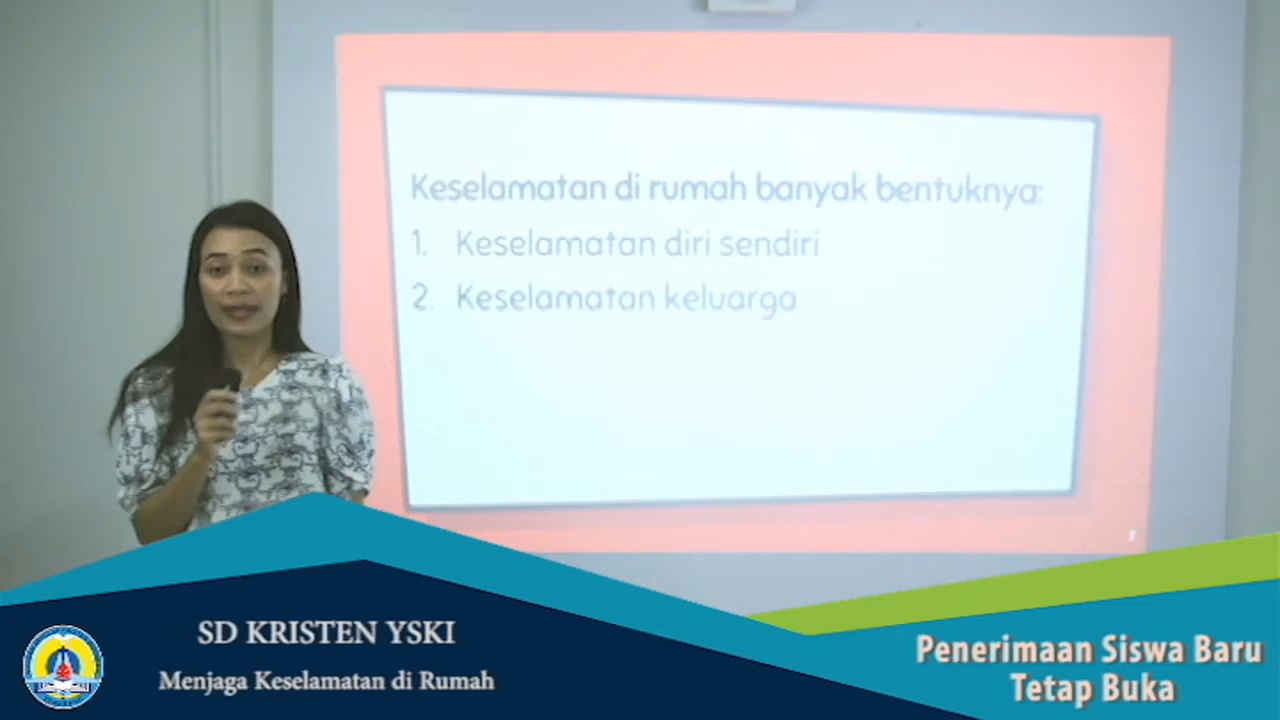 Keselamatan di rumah banyak bentuknya:
1. Keselamatan diri sendiri
2. Keselamatan keluarga
SD KRISTEN YSKI
Menjaga Keselamatan di Rumah
Penerimaan Siswa Baru
Tetap Buka